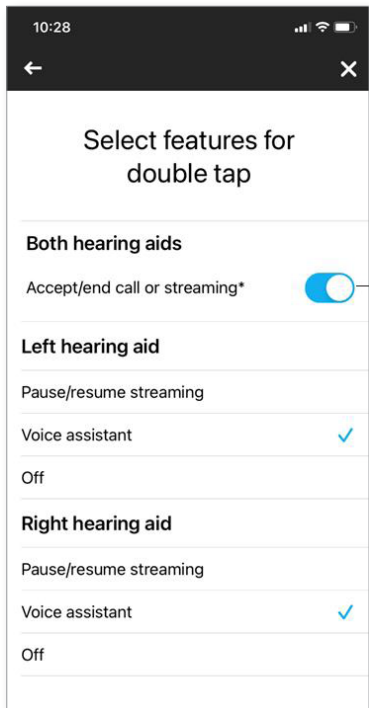 10:28
Select features for
double tap
Both hearing aids
Accept/end call or streaming*
Left hearing aid
Pause/resume streaming
Voice assistant
Off
Right hearing aid
Pause/resume streaming
Voice assistant
Off